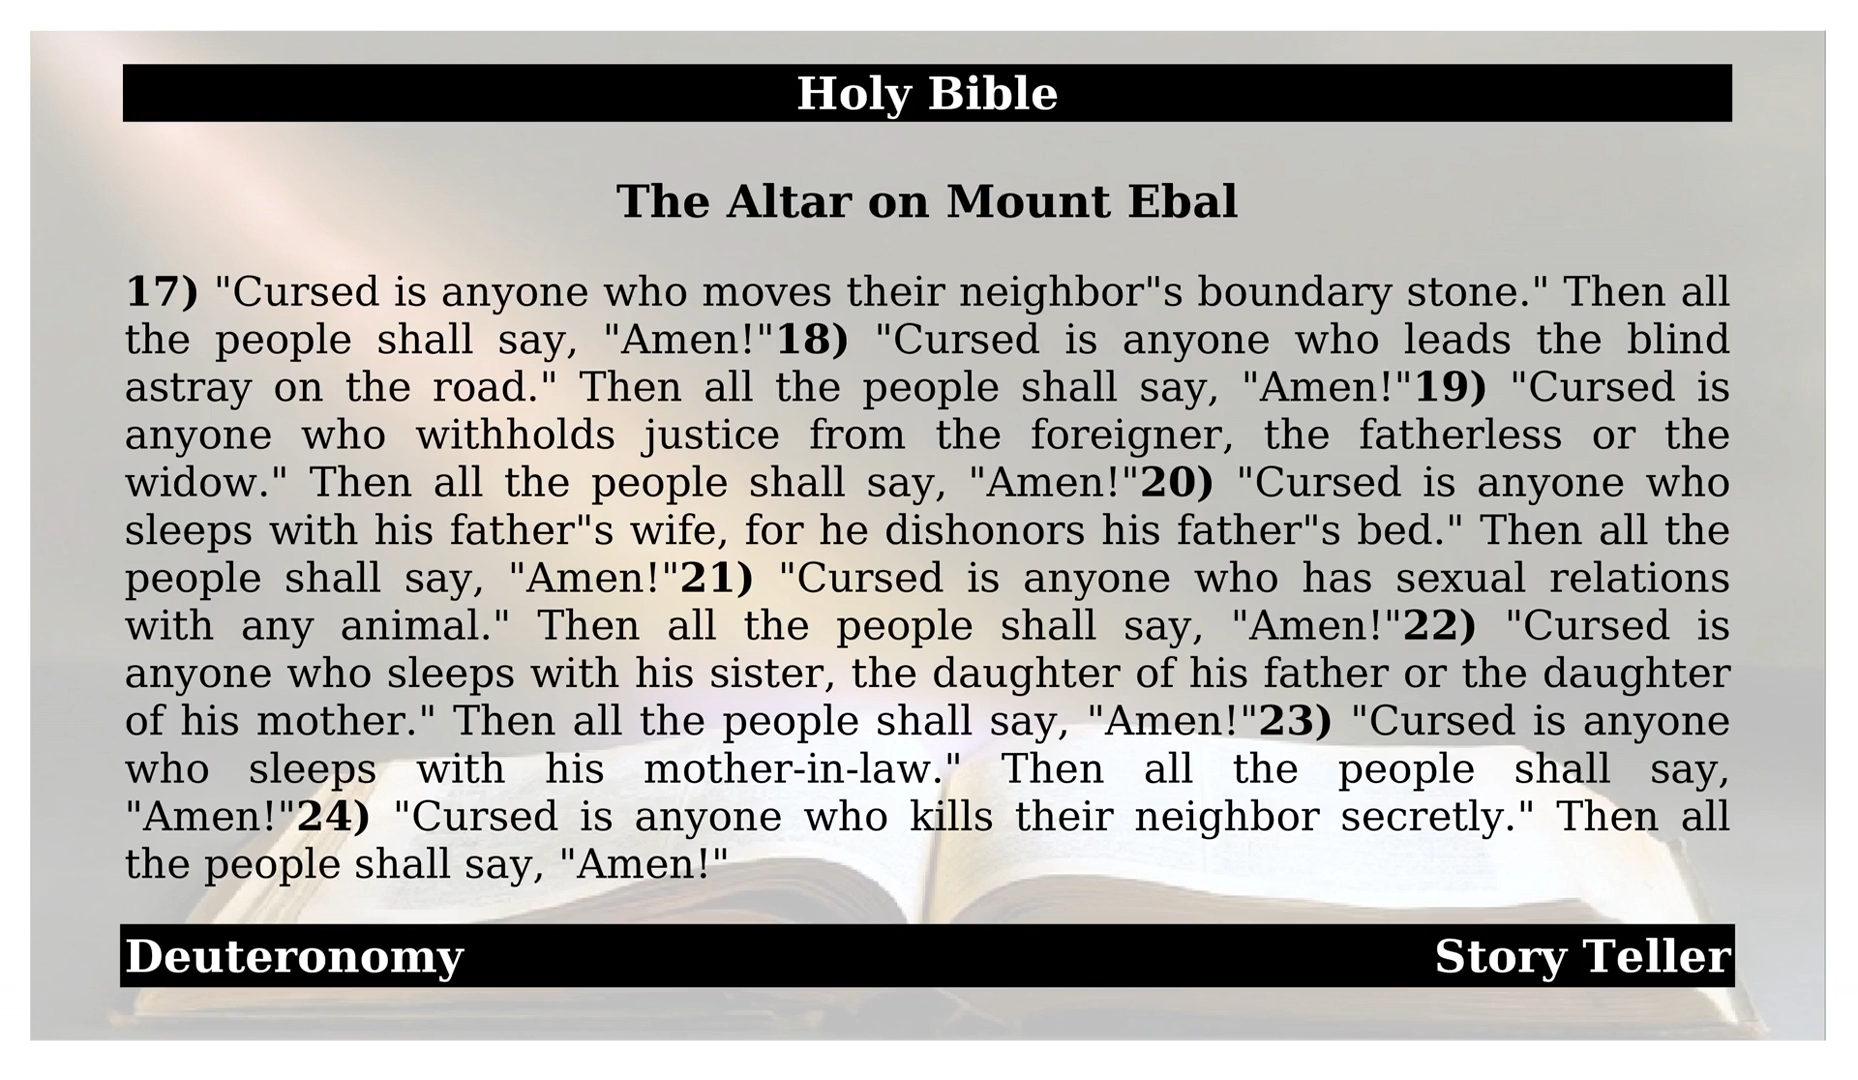 Holy Bible
The Altar on Mount Ebal
17) "Cursed is anyone who moves their neighbor"s boundary stone." Then all
the people shall say, "Amen!"18) "Cursed is anyone who leads the blind
astray on the road." Then all the people shall say, "Amen!"19) "Cursed is
anyone who withholds justice from the foreigner, the fatherless or the
widow." Then all the people shall say, "Amen!"20) "Cursed is anyone who
sleeps with his father"s wife, for he dishonors his father"s bed." Then all the
people shall say, "Amen!"21) "Cursed is anyone who has sexual relations
with any animal." Then all the people shall say, "Amen!"22) "Cursed is
anyone who sleeps with his sister, the daughter of his father or the daughter
of his mother." Then all the people shall say, "Amen!"23) "Cursed is anyone
who sleeps with his mother-in-law." Then all the people shall say,
"Amen!"24) "Cursed is anyone who kills their neighbor secretly." Then all
the people shall say, "Amen!"
Deuteronomy Story Teller